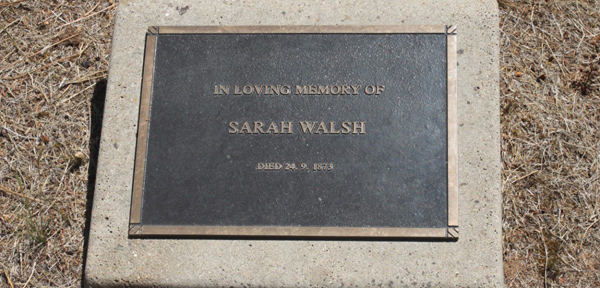 IN LOVING MEMORY OF
SARAH WALSH
DIED 24. 9. 1873